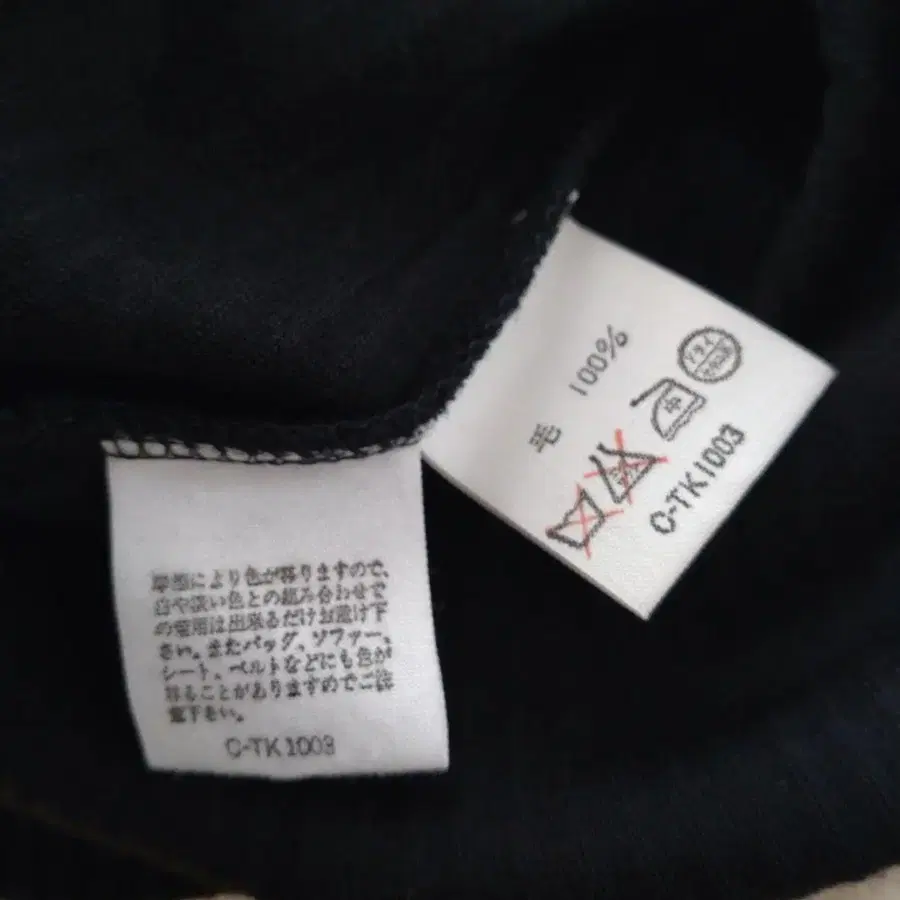 摩擦により色が移りますので、
白や淡い色との組み合わせで
の着用は出来るだけお避け下
さい。またバッグ、ソファー、
シート、ベルトなどにも色が
移ることがありますのでご注
意下さい。
C-TK1003
毛 100%
ドライ
中
C-TK1003